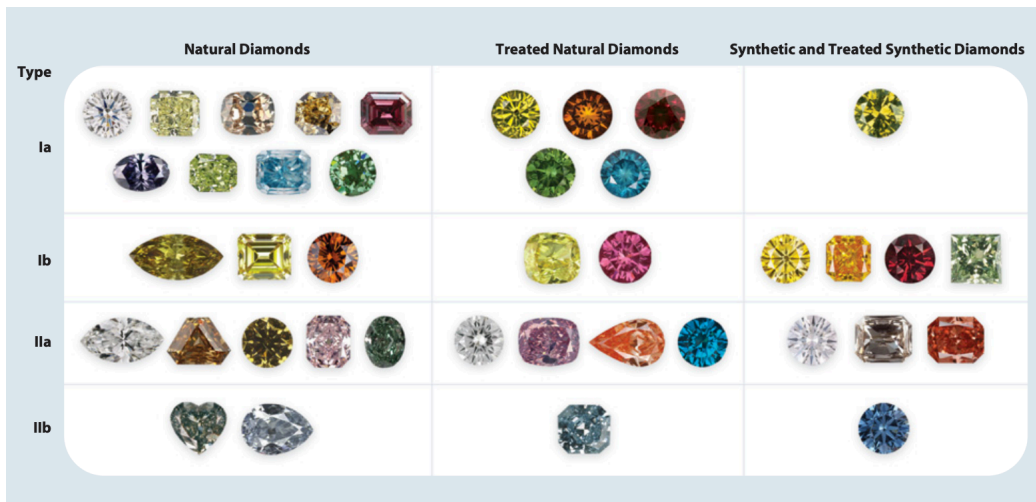 Natural Diamonds
Treated Natural Diamonds
Synthetic and Treated Synthetic Diamonds
Type
Ia
Ib
IIa
IIb